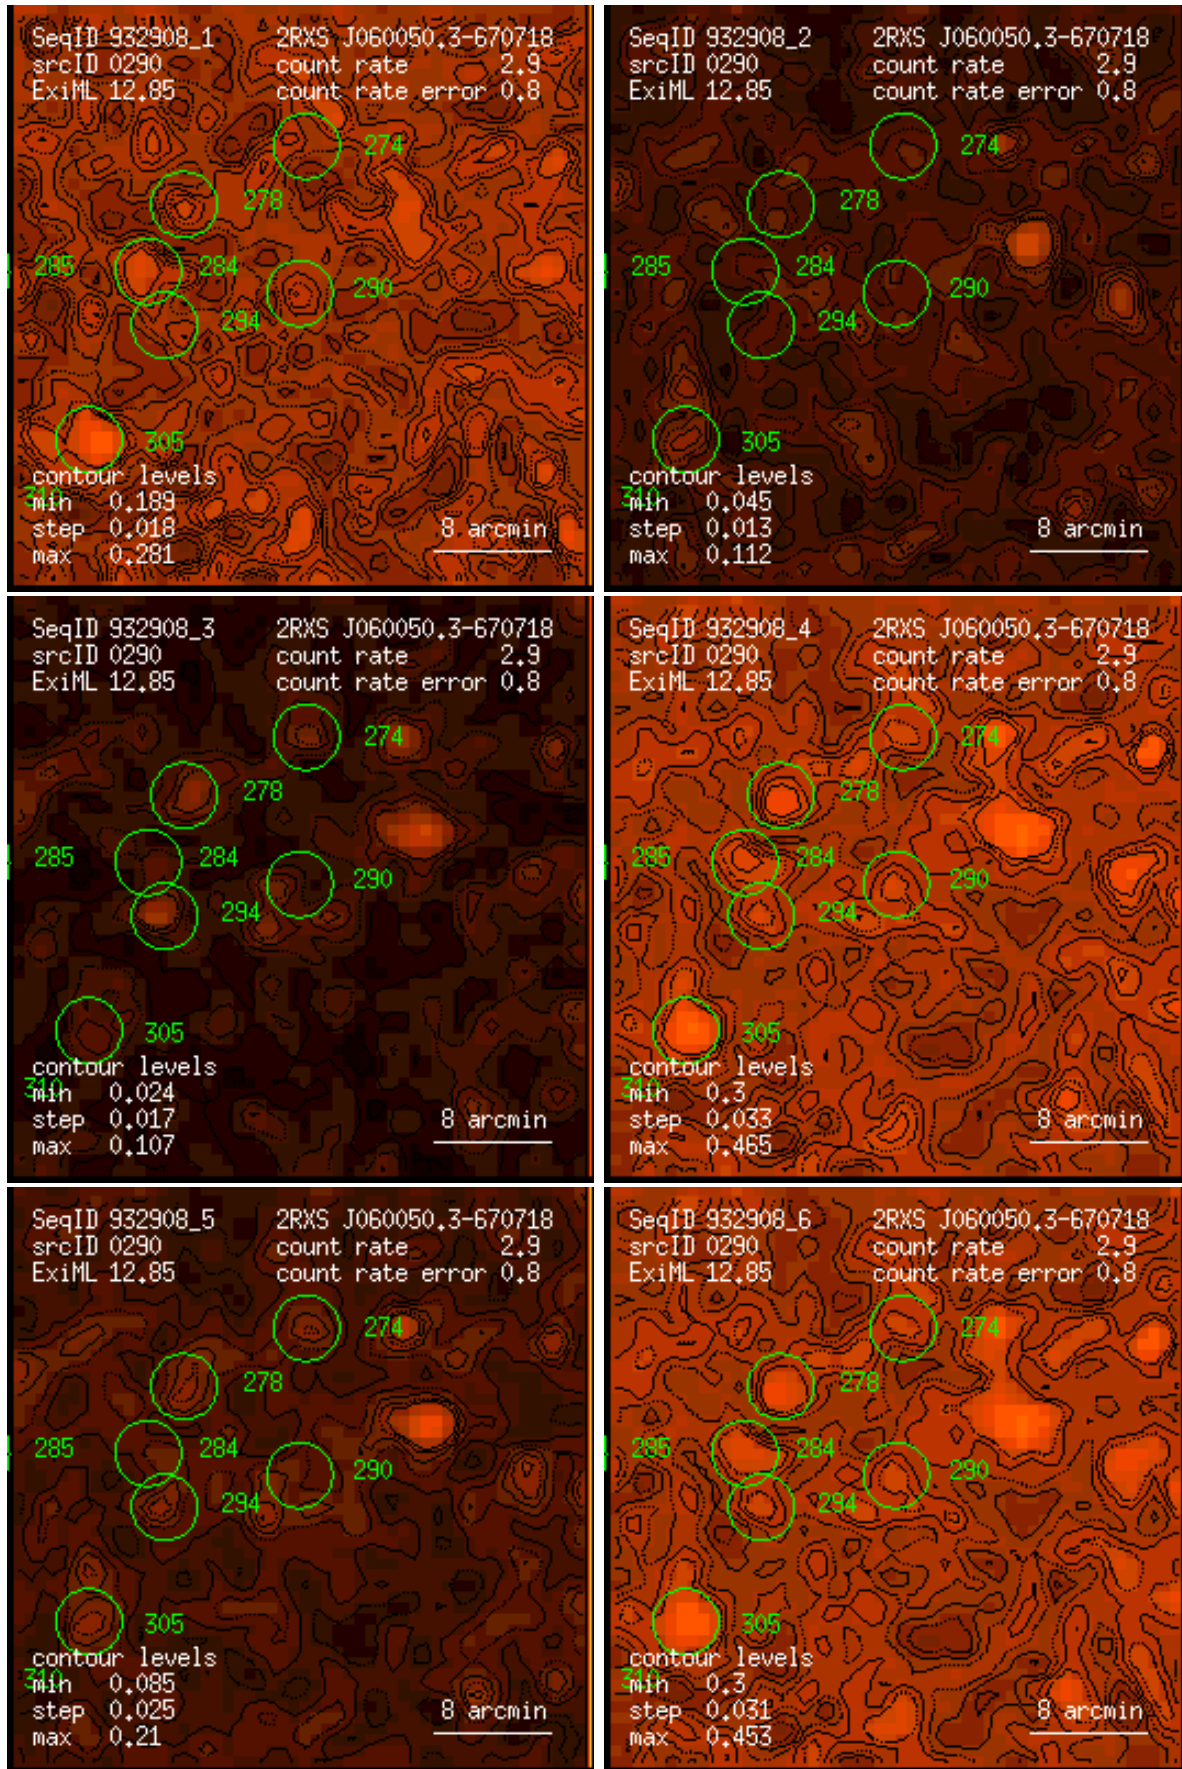 SeqID 932908_1 2RXS J060050.3-670718
srcID 0290 count rate 2.9
ExiML 12.85 count rate error 0.8
274
278
285 284
290
294
305
contour levels
310
min 0.189
step 0.018 8 arcmin
max 0.281
SeqID 932908_2 2RXS J060050.3-670718
srcID 0290 count rate 2.9
ExiML 12.85 count rate error 0.8
274
278
285 284
290
294
305
contour levels
310
min 0.045
step 0.013 8 arcmin
max 0.112
SeqID 932908_3 2RXS J060050.3-670718
srcID 0290 count rate 2.9
ExiML 12.85 count rate error 0.8
274
278
285 284
290
294
305
contour levels
310
min 0.024
step 0.017 8 arcmin
max 0.107
SeqID 932908_4 2RXS J060050.3-670718
srcID 0290 count rate 2.9
ExiML 12.85 count rate error 0.8
274
278
285 284
290
294
305
contour levels
310
min 0.3
step 0.033 8 arcmin
max 0.465
SeqID 932908_5 2RXS J060050.3-670718
srcID 0290 count rate 2.9
ExiML 12.85 count rate error 0.8
274
278
285 284
290
294
305
contour levels
310
min 0.085
step 0.025 8 arcmin
max 0.21
SeqID 932908_6 2RXS J060050.3-670718
srcID 0290 count rate 2.9
ExiML 12.85 count rate error 0.8
274
278
285 284
290
294
305
contour levels
310
min 0.3
step 0.031 8 arcmin
max 0.453